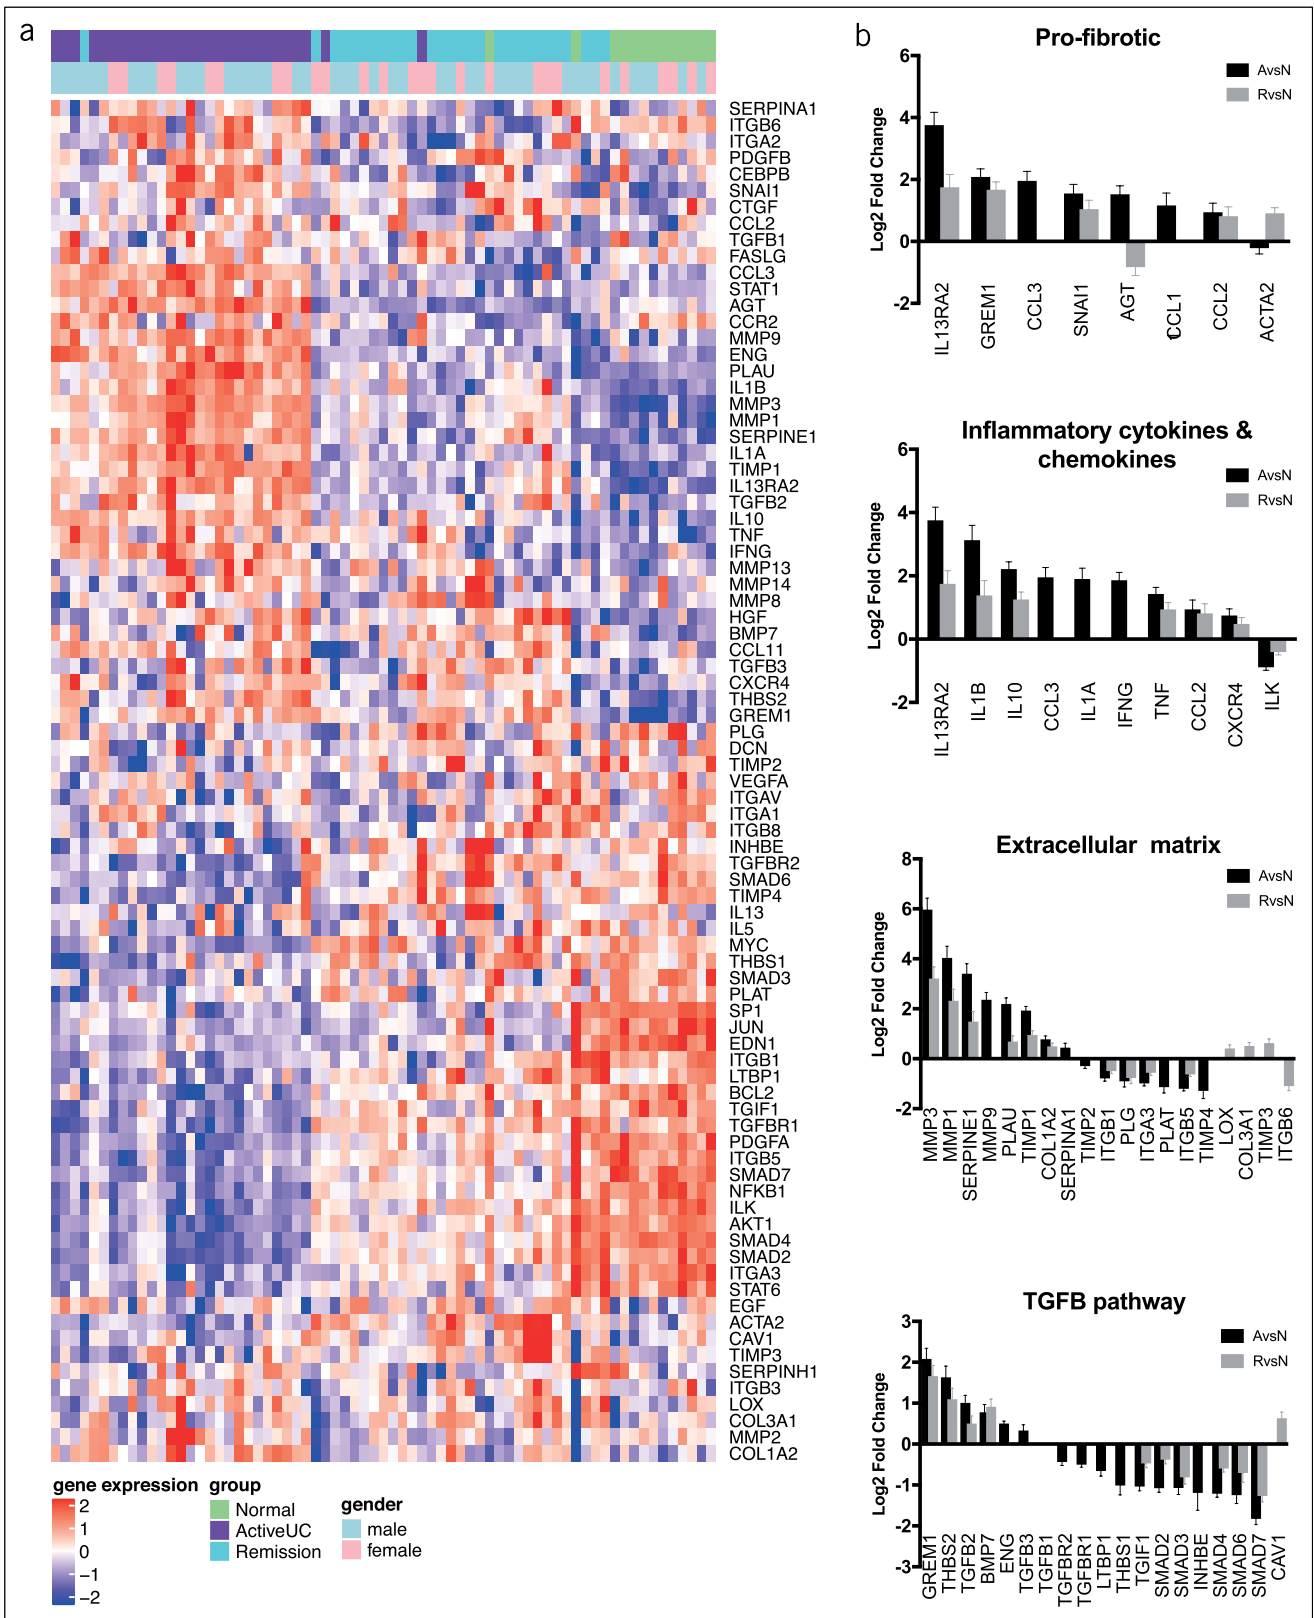 a
SERPINA1
ITGB6
ITGA2
PDGFB
CEBPB
SNAI1
CTGF
CCL2
TGFB1
FASLG
CCL3
STAT1
AGT
CCR2
MMP9
ENG
PLAU
IL1B
MMP3
MMP1
SERPINE1
IL1A
TIMP1
IL13RA2
TGFB2
IL10
TNF
IFNG
MMP13
MMP14
MMP8
HGF
BMP7
CCL11
TGFB3
CXCR4
THBS2
GREM1
PLG
DCN
TIMP2
VEGFA
ITGAV
ITGA1
ITGB8
INHBE
TGFBR2
SMAD6
TIMP4
IL13
IL5
MYC
THBS1
SMAD3
PLAT
SP1
JUN
EDN1
ITGB1
LTBP1
BCL2
TGIF1
TGFBR1
PDGFA
ITGB5
SMAD7
NFKB1
ILK
AKT1
SMAD4
SMAD2
ITGA3
STAT6
EGF
ACTA2
CAV1
TIMP3
SERPINH1
ITGB3
LOX
COL3A1
MMP2
COL1A2
gene expression
2
1
0
−1
−2
group
Normal
ActiveUC
Remission
gender
male
female
b
Pro-fibrotic
AvsN
RvsN
Log2 Fold Change
6
4
2
0
-2
IL13RA2
GREM1
CCL3
SNAI1
AGT
CCL1
CCL2
ACTA2
Inflammatory cytokines &
chemokines
AvsN
RvsN
Log2 Fold Change
6
4
2
0
-2
IL13RA2
IL1B
IL10
CCL3
IL1A
IFNG
TNF
CCL2
CXCR4
ILK
Extracellular matrix
AvsN
RvsN
Log2 Fold Change
8
6
4
2
0
-2
MMP3
MMP1
SERPINE1
MMP9
PLAU
TIMP1
COL1A2
SERPINA1
TIMP2
ITGB1
PLG
ITGA3
PLAT
ITGB5
TIMP4
LOX
COL3A1
TIMP3
ITGB6
TGFB pathway
AvsN
RvsN
Log2 Fold Change
3
2
1
0
-1
-2
-3
GREM1
THBS2
TGFB2
BMP7
ENG
TGFB3
TGFB1
TGFBR2
TGFBR1
LTBP1
THBS1
TGIF1
SMAD2
SMAD3
INHBE
SMAD4
SMAD6
SMAD7
CAV1